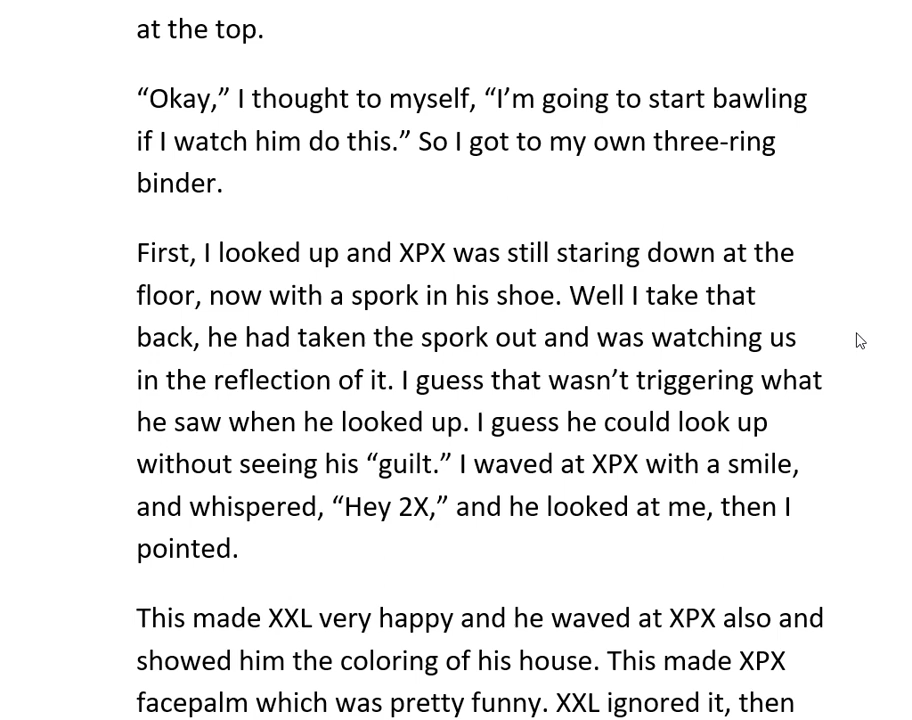 at the top.
“Okay,” I thought to myself, “I’m going to start bawling
if I watch him do this.” So I got to my own three-ring
binder.
First, I looked up and XPX was still staring down at the
floor, now with a spork in his shoe. Well I take that
back, he had taken the spork out and was watching us
in the reflection of it. I guess that wasn’t triggering what
he saw when he looked up. I guess he could look up
without seeing his “guilt.” I waved at XPX with a smile,
and whispered, “Hey 2X,” and he looked at me, then I
pointed.
This made XXL very happy and he waved at XPX also and
showed him the coloring of his house. This made XPX
facepalm which was pretty funny. XXL ignored it, then